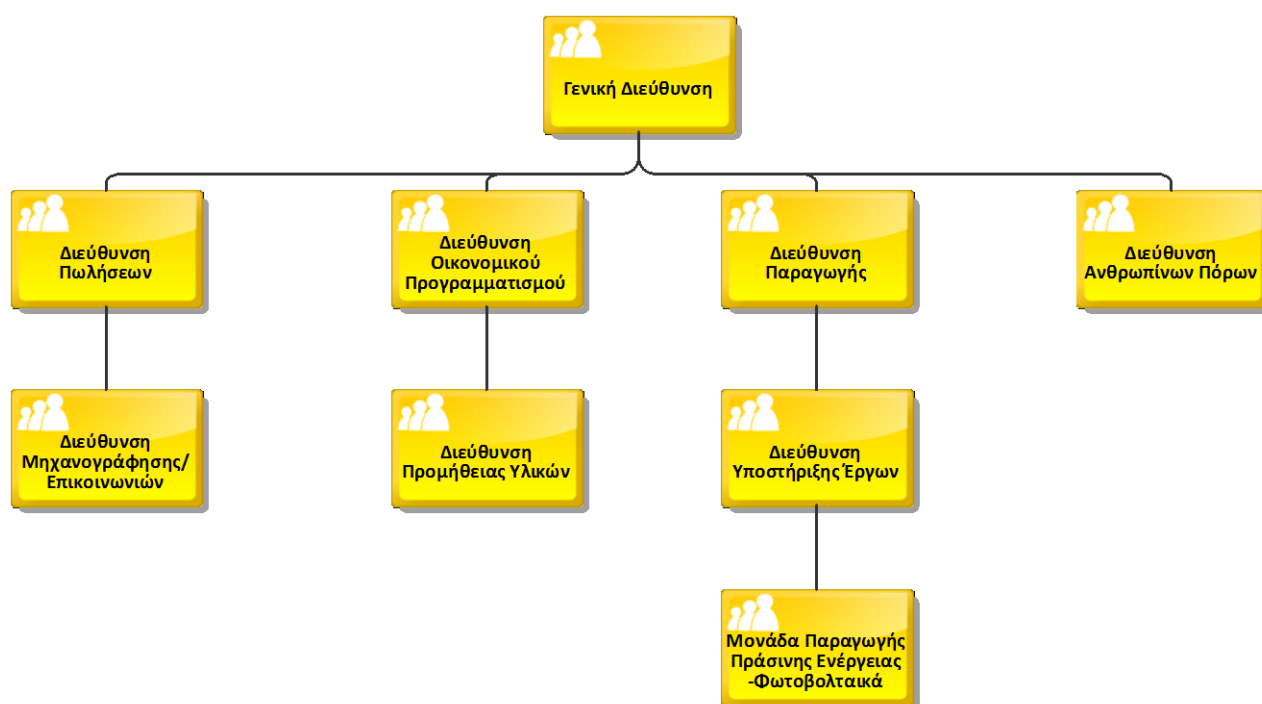 Γενική Διεύθυνση
Διεύθυνση
Πωλήσεων
Διεύθυνση
Οικονομικού
Προγραμματισμού
Διεύθυνση
Παραγωγής
Διεύθυνση
Ανθρωπίνων Πόρων
Διεύθυνση
Μηχανογράφησης/
Επικοινωνιών
Διεύθυνση
Προμήθειας Υλικών
Διεύθυνση
Υποστήριξης Έργων
Μονάδα Παραγωγής
Πράσινης Ενέργειας
-Φωτοβολταικά